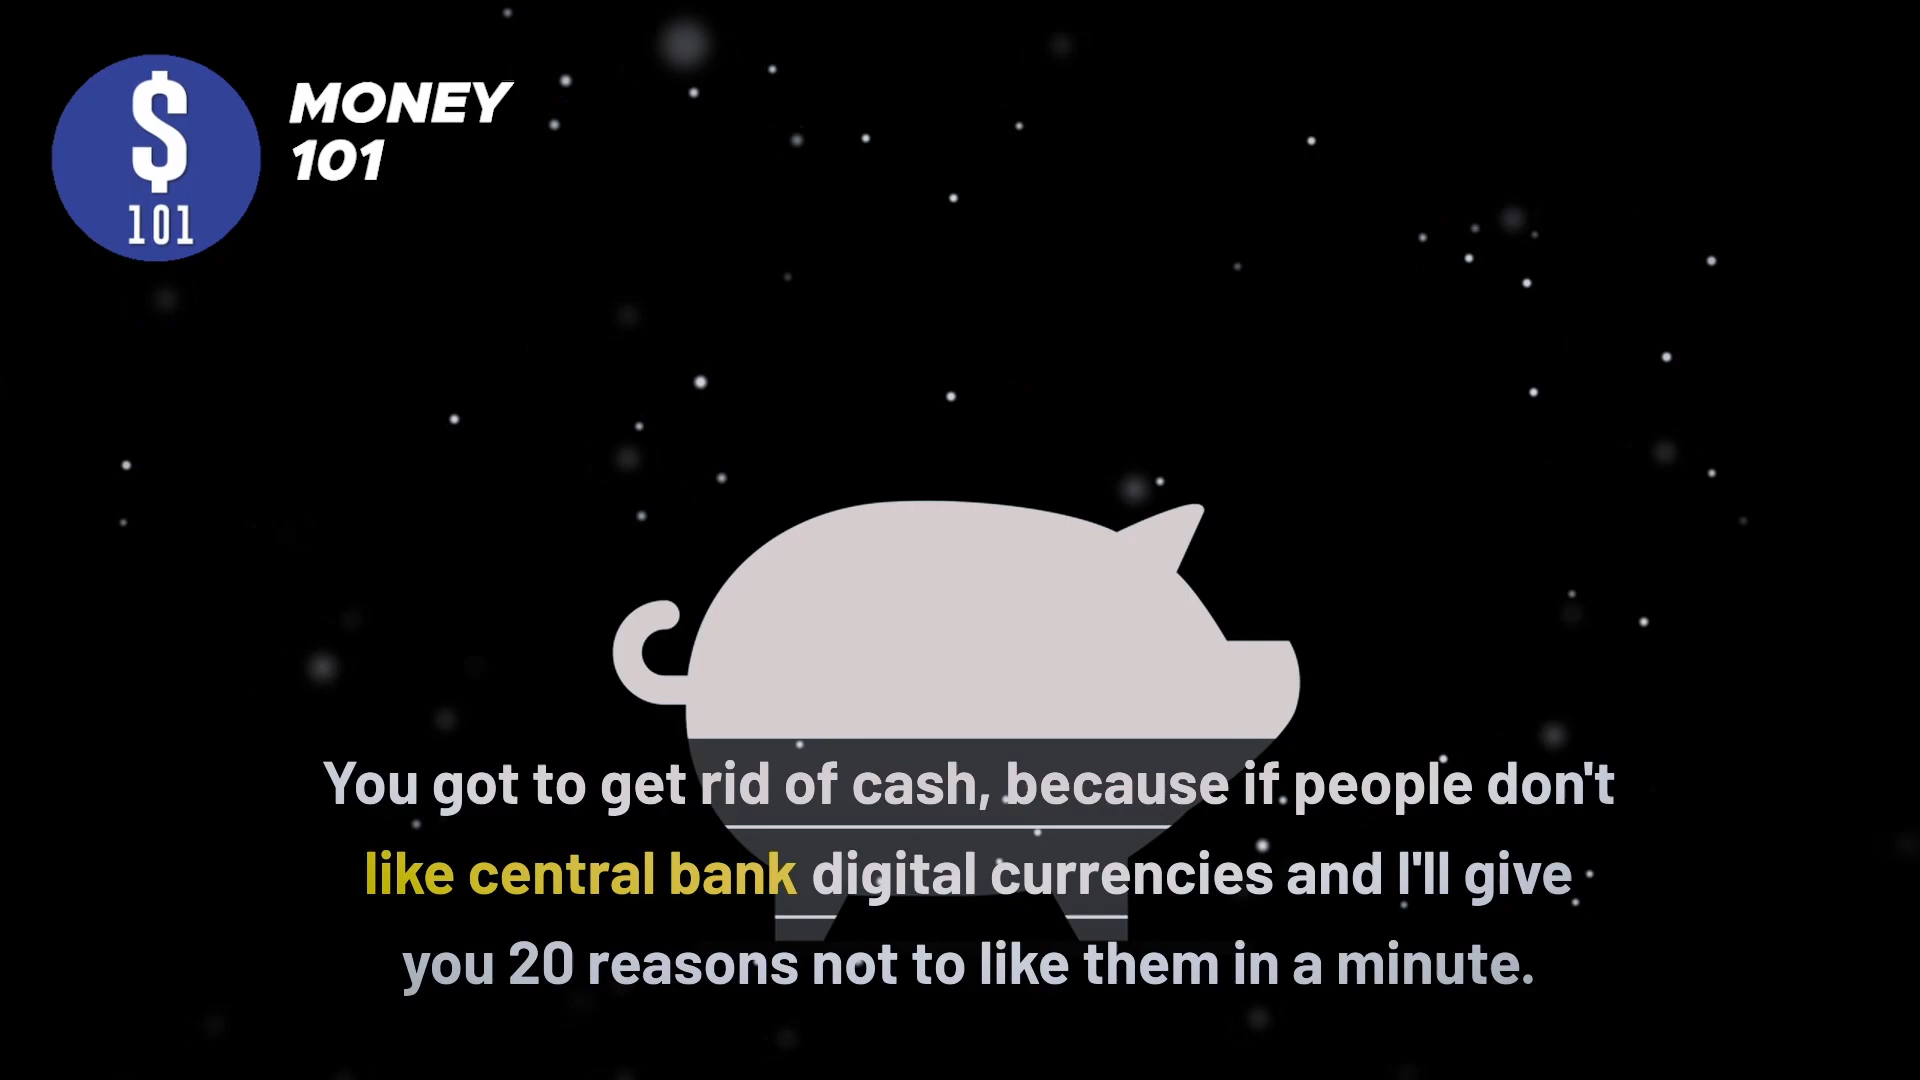 $
101
MONEY
101
You got to get rid of cash, because if people don't
like central bank digital currencies and I'll give
you 20 reasons not to like them in a minute.